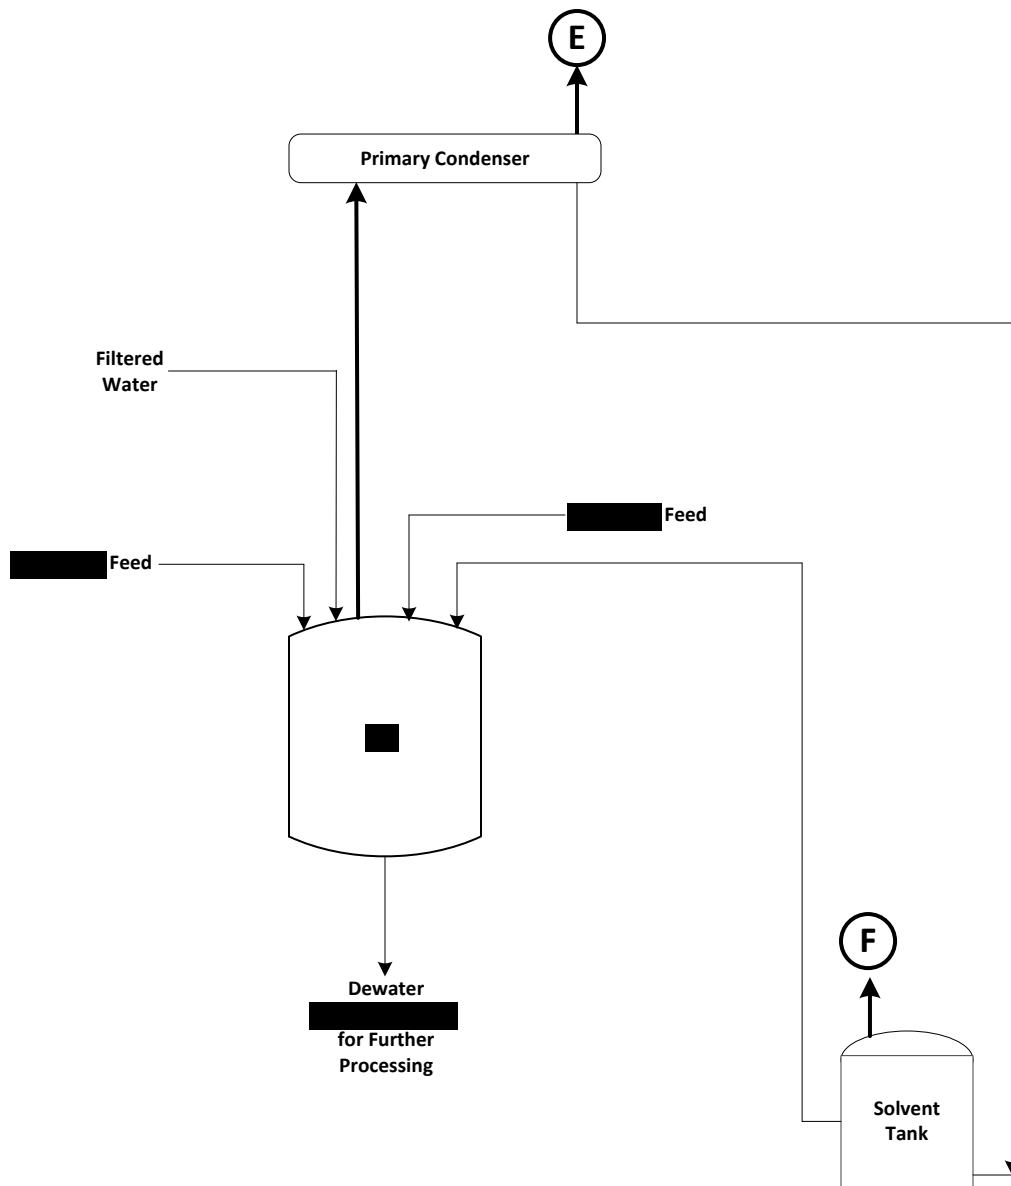 E
Primary Condenser
Filtered
Water
Feed
Feed
Dewater
for Further
Processing
F
Solvent
Tank